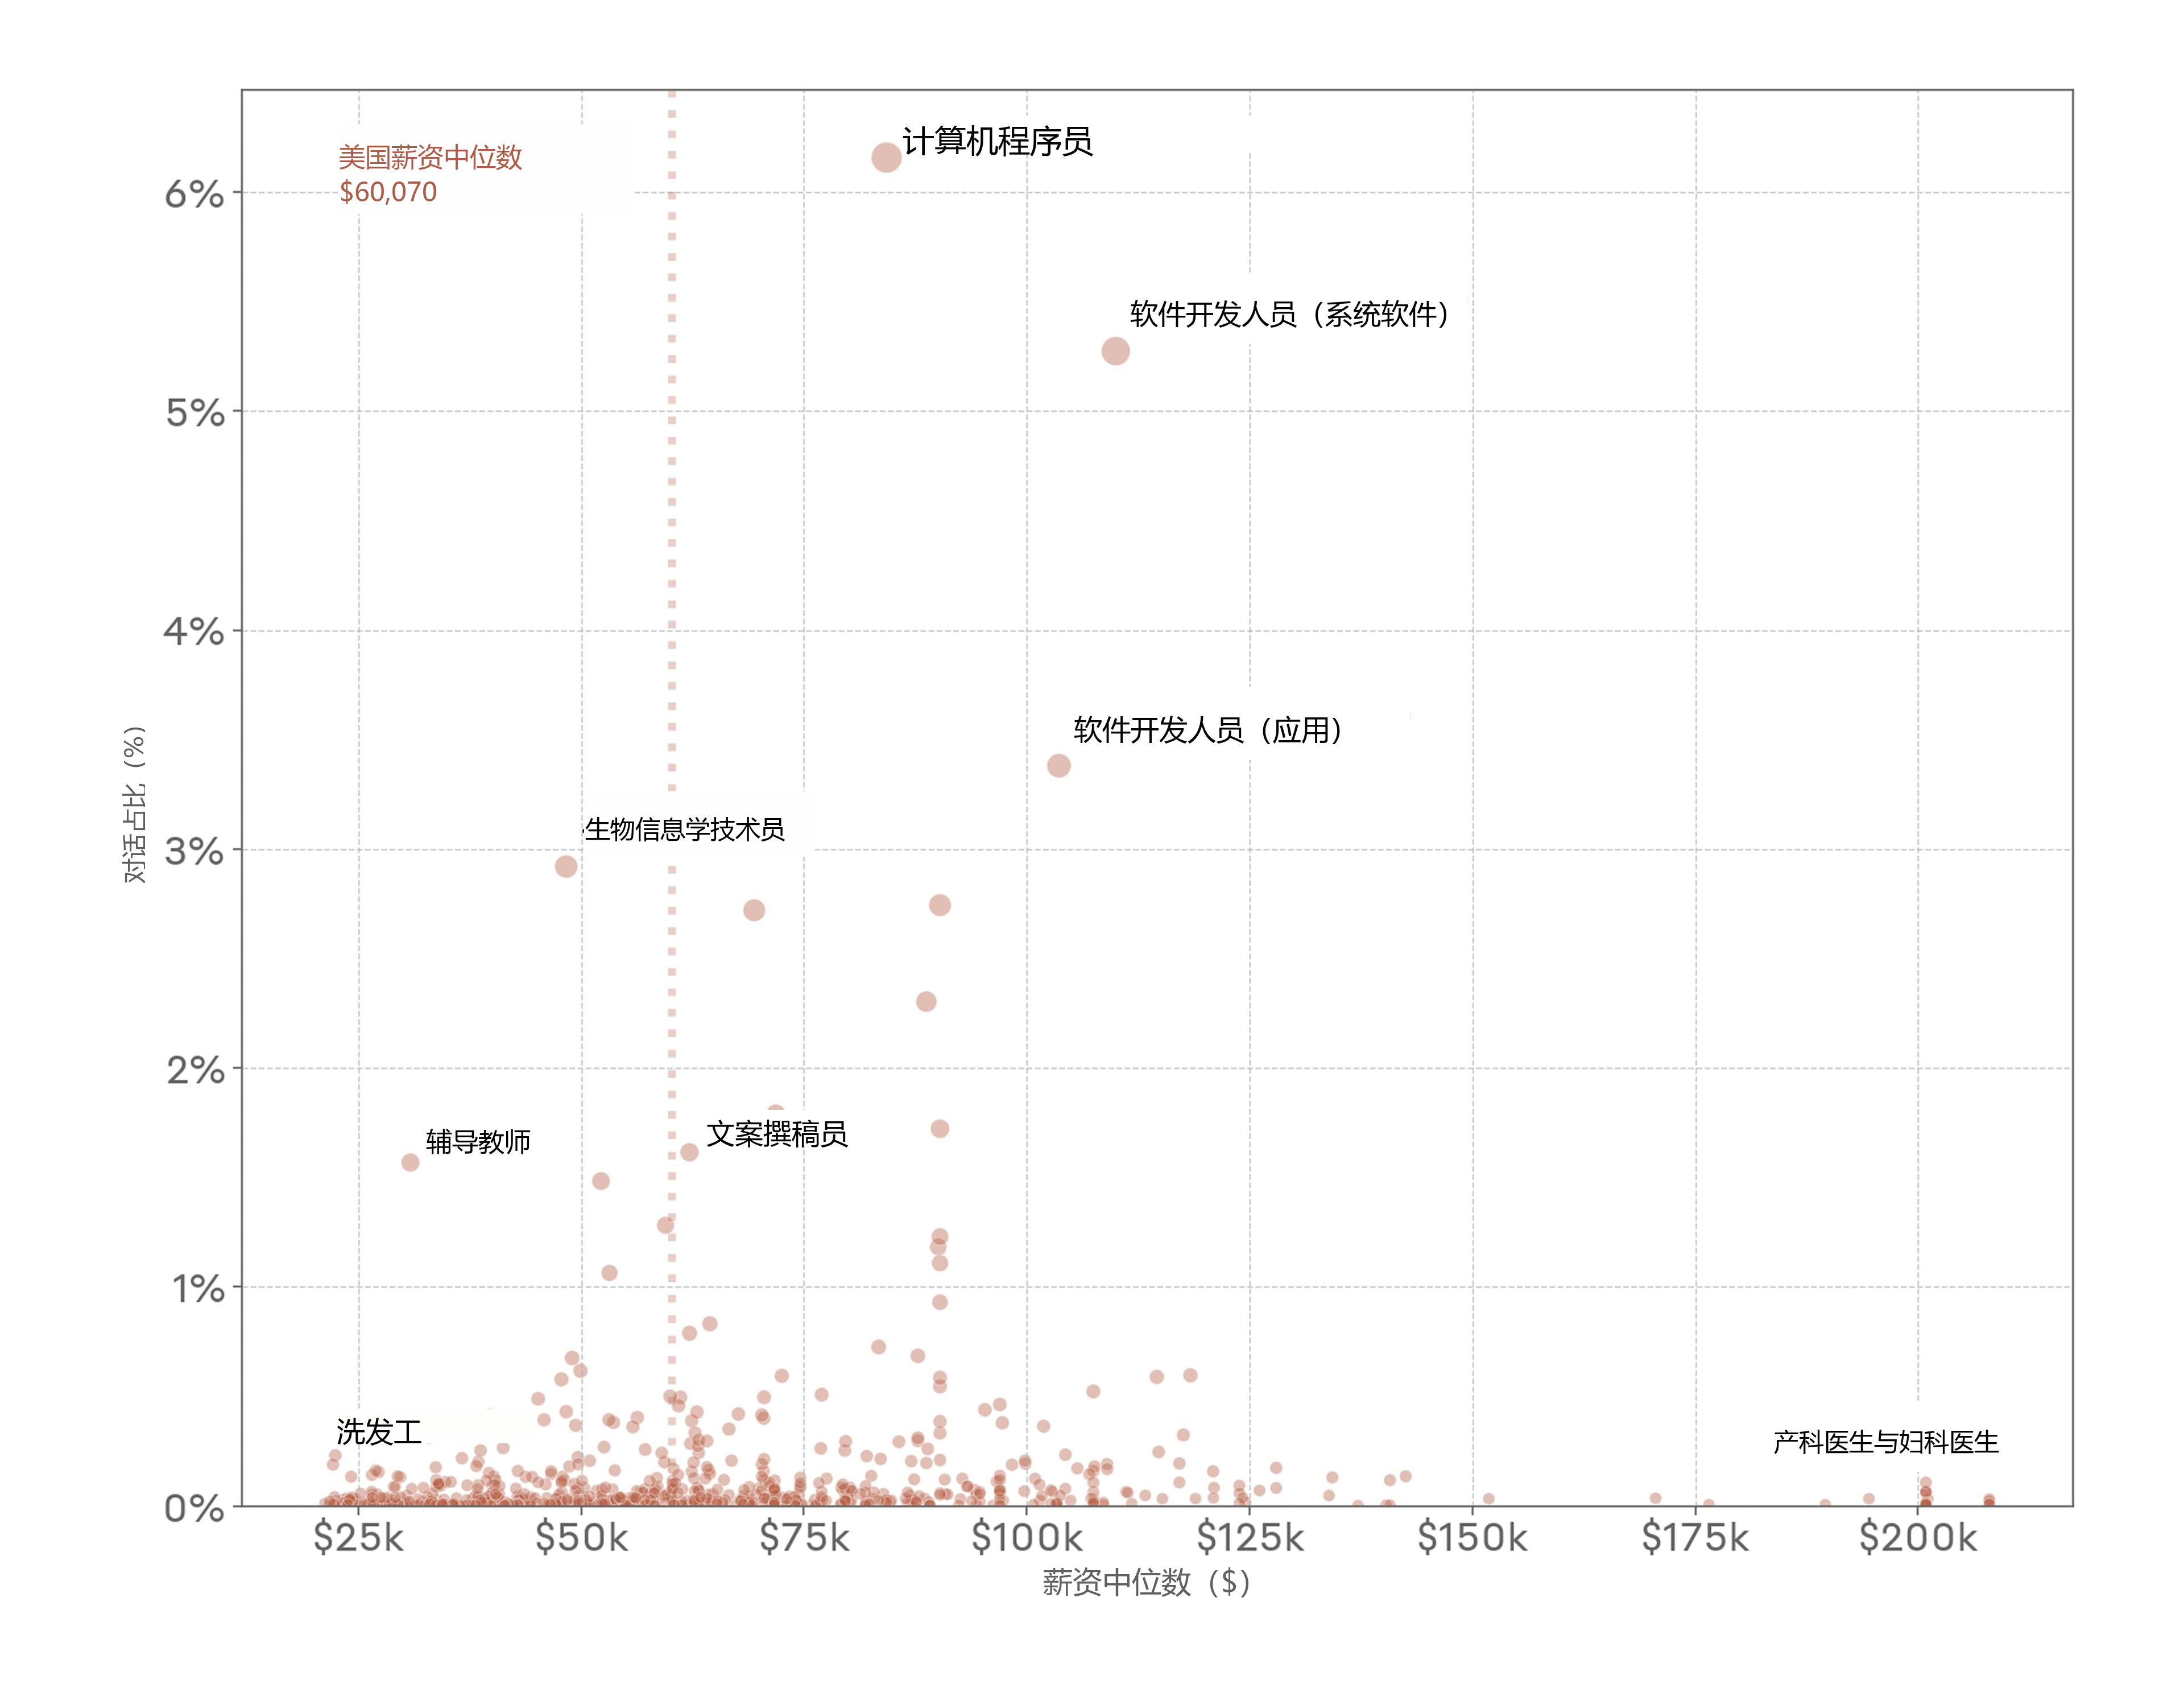 美国薪资中位数
$60,070
计算机程序员
软件开发人员（系统软件）
软件开发人员（应用）
生物信息学技术员
辅导教师
文案撰稿员
洗发工
产科医生与妇科医生
对话占比（%）
6%
5%
4%
3%
2%
1%
0%
$25k
$50k
$75k
$100k
$125k
$150k
$175k
$200k
薪资中位数（$）